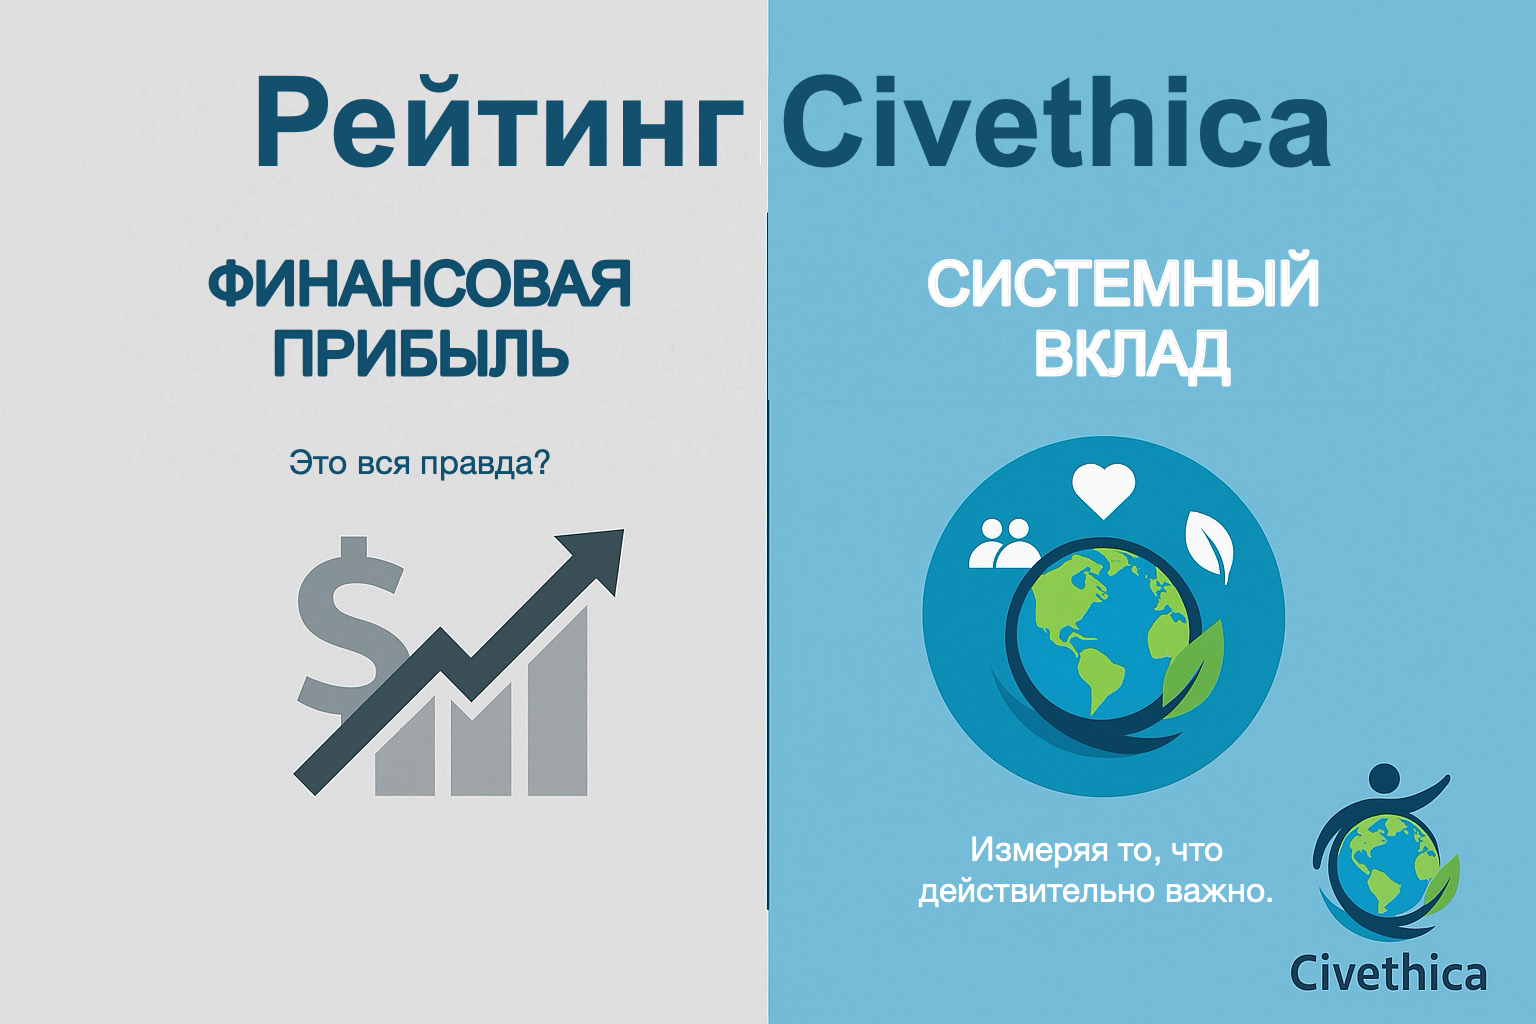 Рейтинг Civethica
ФИНАНСОВАЯ
ПРИБЫЛЬ
Это вся правда?
СИСТЕМНЫЙ
ВКЛАД
Измеряя то, что
действительно важно.
Civethica